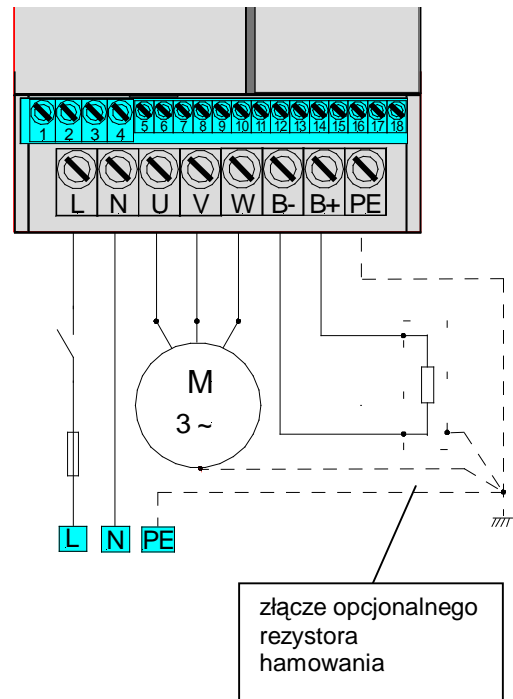 1 2 3 4 5 6 7 8 9 10 11 12 13 14 15 16 17 18
L N U V W B- B+ PE
M
3 ~
L N PE
złącze opcjonalnego
rezystora
hamowania